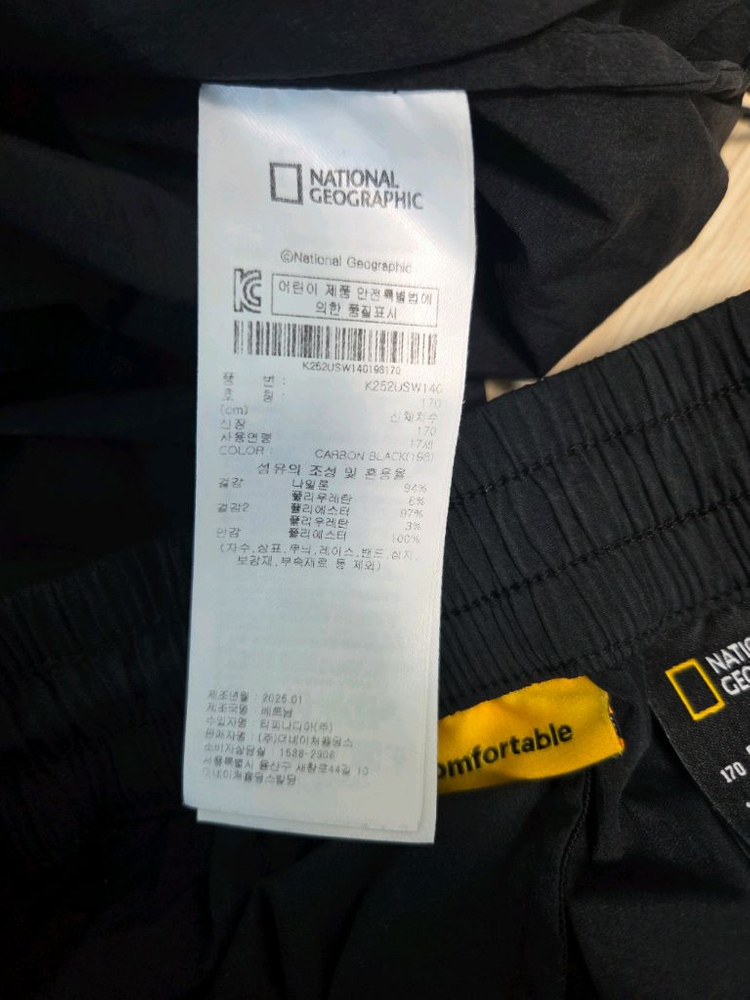 NATIONAL
GEOGRAPHIC
©National Geographic
KC
어린이 제품 안전특별법에
의한 품질표시
K252USW140198170
품 번 : K252USW140
호 칭 : 170
(cm) 신체치수
신장 170
사용연령 17세
COLOR : CARBON BLACK(198)
섬유의 조성 및 혼용율
겉감 나일론 94%
폴리우레탄 6%
겉감2 폴리에스터 97%
폴리우레탄 3%
안감 폴리에스터 100%
(자수,상표,무늬,레이스,밴드,심지,
보강재,부속재료 등 제외)
제조년월 : 2025.01
제조국명 : 베트남
수입자명 : 티피나디아(주)
판매자명 : (주)더네이쳐홀딩스
소비자상담실 1588-2906
서울특별시 용산구 새창로44길 10
더네이쳐홀딩스빌딩
omfortable
NATIO
GEO
170